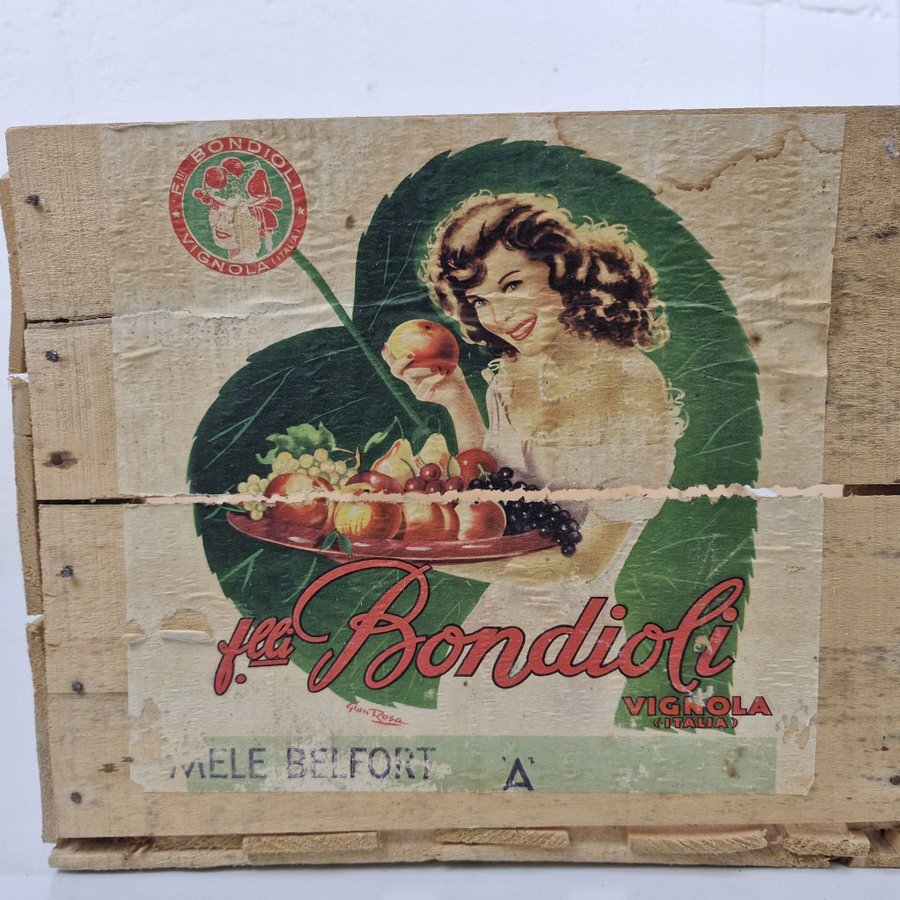 F.lli BONDIOLI
VIGNOLA (ITALIA)
f.lli Bondioli
VIGNOLA
(ITALIA)
Gian Rosa
MELE BELFORT "A"